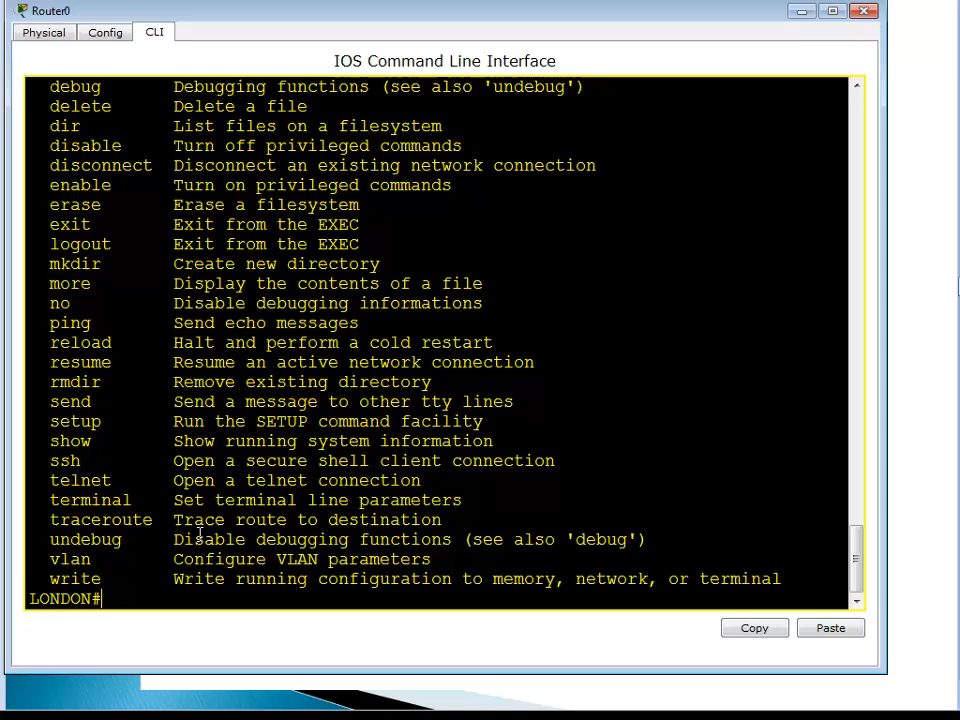 Router0
Physical Config CLI
IOS Command Line Interface
debug Debugging functions (see also 'undebug')
delete Delete a file
dir List files on a filesystem
disable Turn off privileged commands
disconnect Disconnect an existing network connection
enable Turn on privileged commands
erase Erase a filesystem
exit Exit from the EXEC
logout Exit from the EXEC
mkdir Create new directory
more Display the contents of a file
no Disable debugging informations
ping Send echo messages
reload Halt and perform a cold restart
resume Resume an active network connection
rmdir Remove existing directory
send Send a message to other tty lines
setup Run the SETUP command facility
show Show running system information
ssh Open a secure shell client connection
telnet Open a telnet connection
terminal Set terminal line parameters
traceroute Trace route to destination
undebug Disable debugging functions (see also 'debug')
vlan Configure VLAN parameters
write Write running configuration to memory, network, or terminal
LONDON#
Copy Paste